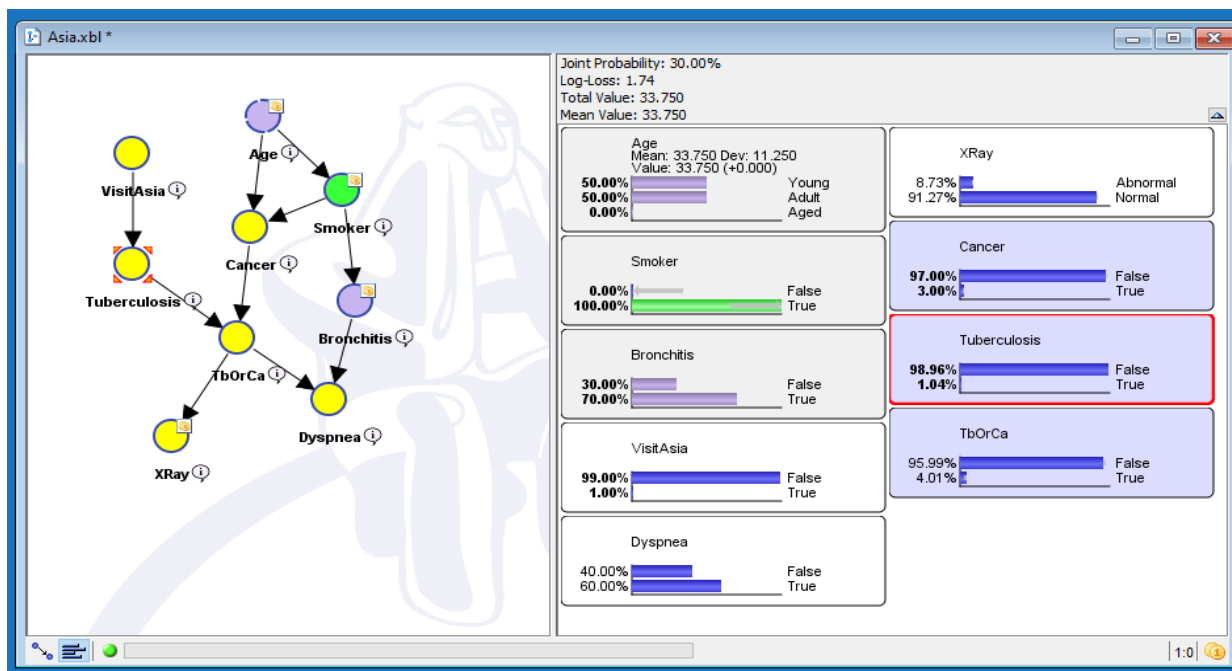 Asia.xbl *
Age
VisitAsia
Smoker
Cancer
Tuberculosis
Bronchitis
TbOrCa
Dyspnea
XRay
Joint Probability: 30.00%
Log-Loss: 1.74
Total Value: 33.750
Mean Value: 33.750
Age
Mean: 33.750 Dev: 11.250
Value: 33.750 (+0.000)
50.00% Young
50.00% Adult
0.00% Aged
Smoker
0.00% False
100.00% True
Bronchitis
30.00% False
70.00% True
VisitAsia
99.00% False
1.00% True
Dyspnea
40.00% False
60.00% True
XRay
8.73% Abnormal
91.27% Normal
Cancer
97.00% False
3.00% True
Tuberculosis
98.96% False
1.04% True
TbOrCa
95.99% False
4.01% True
1:0